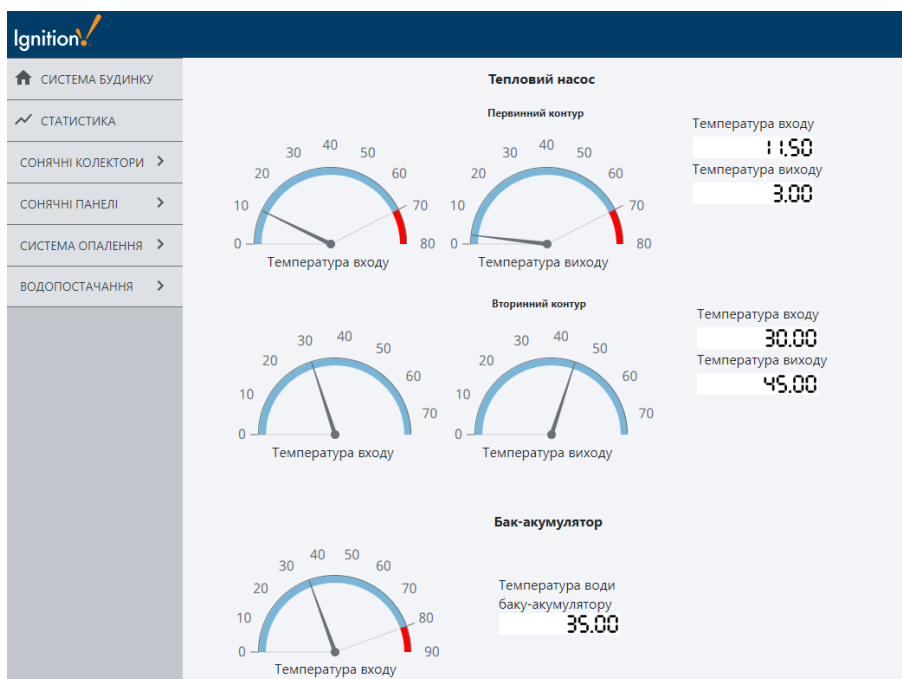 Ignition!
СИСТЕМА БУДИНКУ
СТАТИСТИКА
СОНЯЧНІ КОЛЕКТОРИ
СОНЯЧНІ ПАНЕЛІ
СИСТЕМА ОПАЛЕННЯ
ВОДОПОСТАЧАННЯ
Тепловий насос
Первинний контур
0 10 20 30 40 50 60 70 80
Температура входу
0 10 20 30 40 50 60 70 80
Температура виходу
Температура входу
11.50
Температура виходу
3.00
Вторинний контур
0 10 20 30 40 50 60 70
Температура входу
0 10 20 30 40 50 60 70
Температура виходу
Температура входу
30.00
Температура виходу
45.00
Бак-акумулятор
0 10 20 30 40 50 60 70 80 90
Температура входу
Температура води
баку-акумулятору
35.00